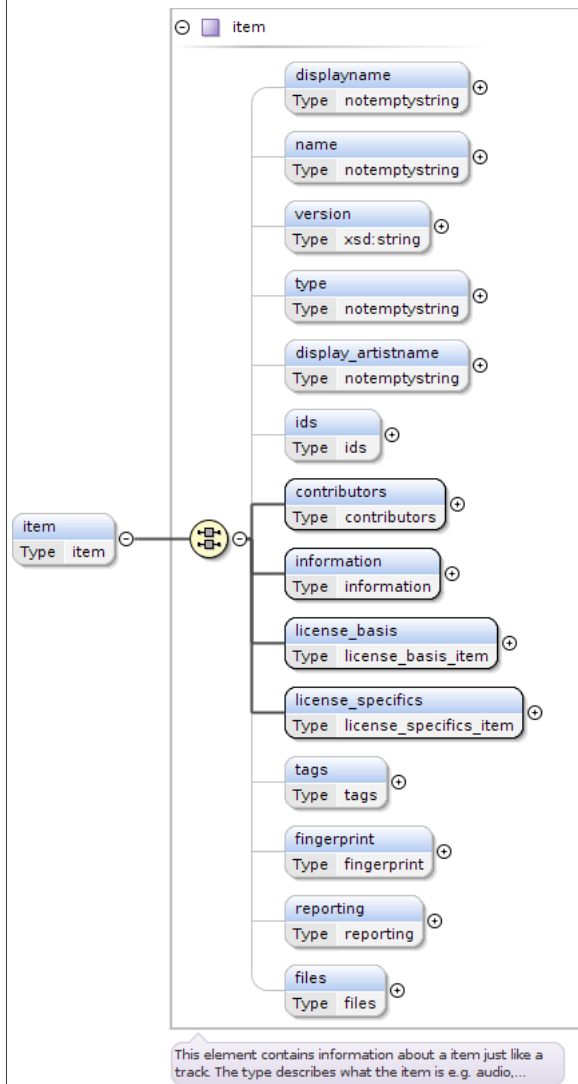 item
displayname
Type notemptystring
name
Type notemptystring
version
Type xsd:string
type
Type notemptystring
display_artistname
Type notemptystring
ids
Type ids
contributors
Type contributors
item
Type item
information
Type information
license_basis
Type license_basis_item
license_specifics
Type license_specifics_item
tags
Type tags
fingerprint
Type fingerprint
reporting
Type reporting
files
Type files
This element contains information about a item just like a
track. The type describes what the item is e.g. audio,...